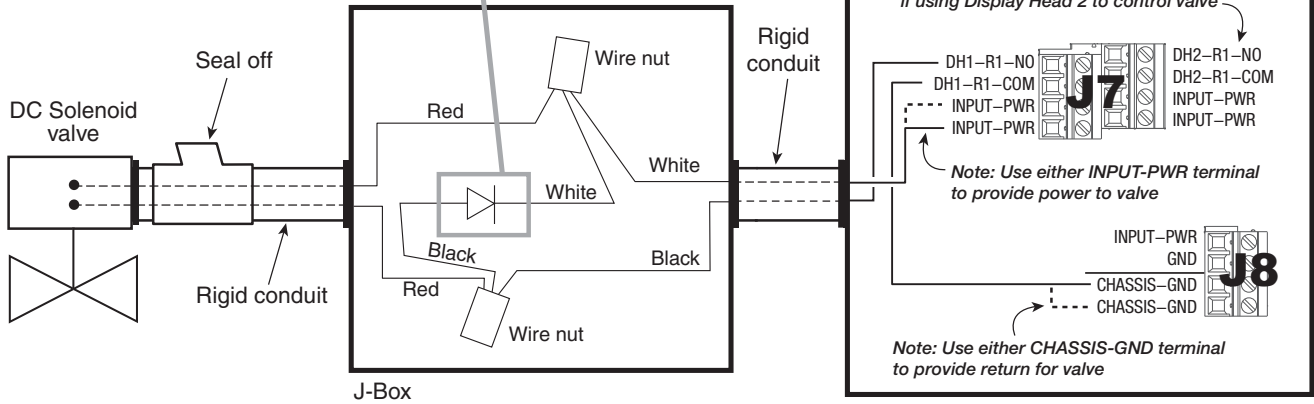 If using Display Head 2 to control valve
DC Solenoid
valve
Seal off
Rigid conduit
Red
Wire nut
White
White
Black
Red
Wire nut
Black
J-Box
Rigid
conduit
DH1–R1–NO
DH1–R1–COM
INPUT–PWR
INPUT–PWR
J7
DH2–R1–NO
DH2–R1–COM
INPUT–PWR
INPUT–PWR
Note: Use either INPUT-PWR terminal
to provide power to valve
INPUT–PWR
GND
CHASSIS–GND
CHASSIS–GND
J8
Note: Use either CHASSIS-GND terminal
to provide return for valve